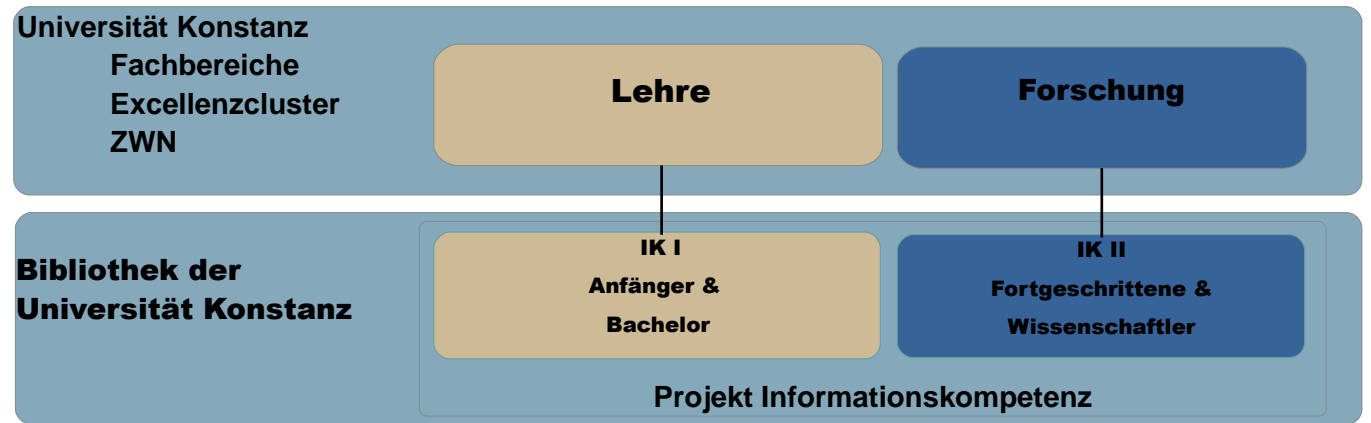 Universität Konstanz
Fachbereiche
Excellenzcluster
ZWN
Lehre
Forschung
Bibliothek der
Universität Konstanz
IK I
Anfänger &
Bachelor
IK II
Fortgeschrittene &
Wissenschaftler
Projekt Informationskompetenz